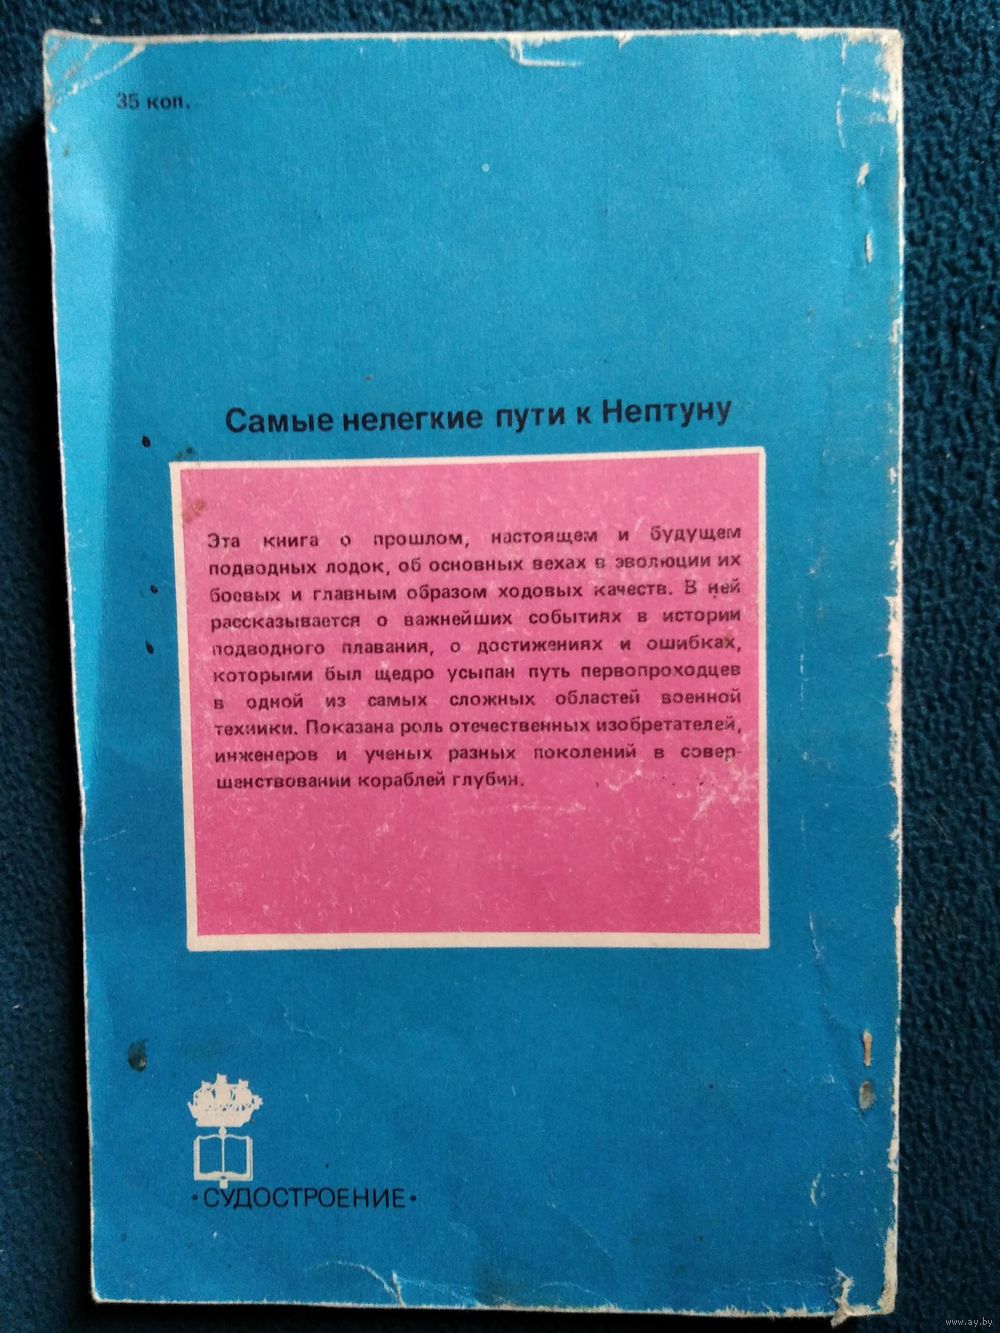 35 коп.
Самые нелегкие пути к Нептуну
Эта книга о прошлом, настоящем и будущем
подводных лодок, об основных вехах в эволюции их
боевых и главным образом ходовых качеств. В ней
рассказывается о важнейших событиях в истории
подводного плавания, о достижениях и ошибках,
которыми был щедро усыпан путь первопроходцев
в одной из самых сложных областей военной
техники. Показана роль отечественных изобретателей,
инженеров и ученых разных поколений в совер-
шенствовании кораблей глубин.
•СУДОСТРОЕНИЕ•
www.ay.by